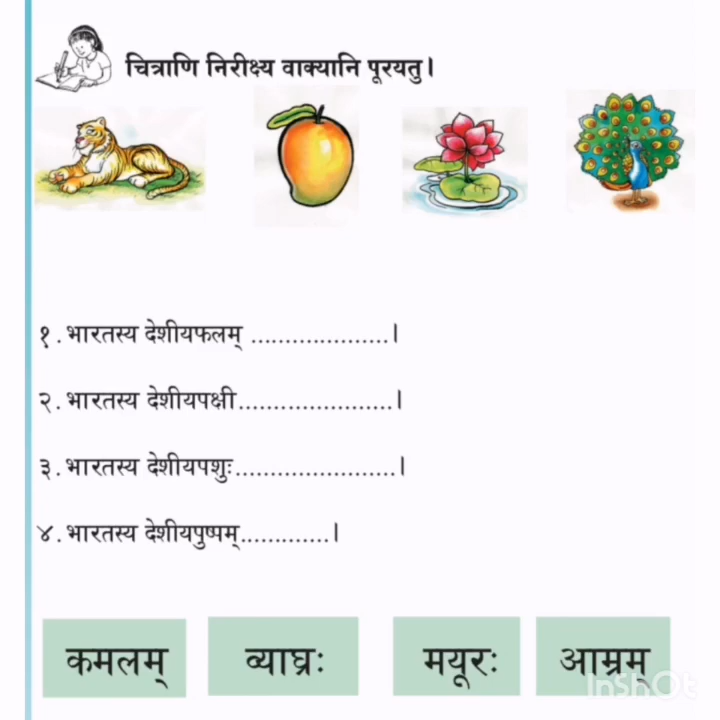 चित्राणि निरीक्ष्य वाक्यानि पूरयतु।
१. भारतस्य देशीयफलम् ....................।
२. भारतस्य देशीयपक्षी.......................।
३. भारतस्य देशीयपशुः........................।
४. भारतस्य देशीयपुष्पम्.............।
कमलम् व्याघ्रः मयूरः आम्रम्
InShOt